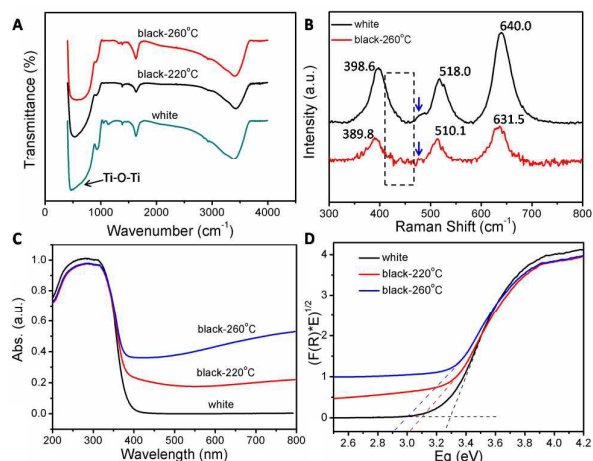 A
black-260°C
black-220°C
white
Ti-O-Ti
Transmittance (%)
0 1000 2000 3000 4000
Wavenumber (cm-1)
B
white
black-260°C
640.0
398.6
518.0
389.8
510.1
631.5
Intensity (a.u.)
300 400 500 600 700 800
Raman Shift (cm-1)
C
1.0
0.8
0.6
0.4
0.2
0.0
Abs. (a.u.)
black-260°C
black-220°C
white
200 300 400 500 600 700 800
Wavelength (nm)
D
white
black-220°C
black-260°C
4
3
2
1
0
(F(R)*E)1/2
2.6 2.8 3.0 3.2 3.4 3.6 3.8 4.0 4.2
Eg (eV)